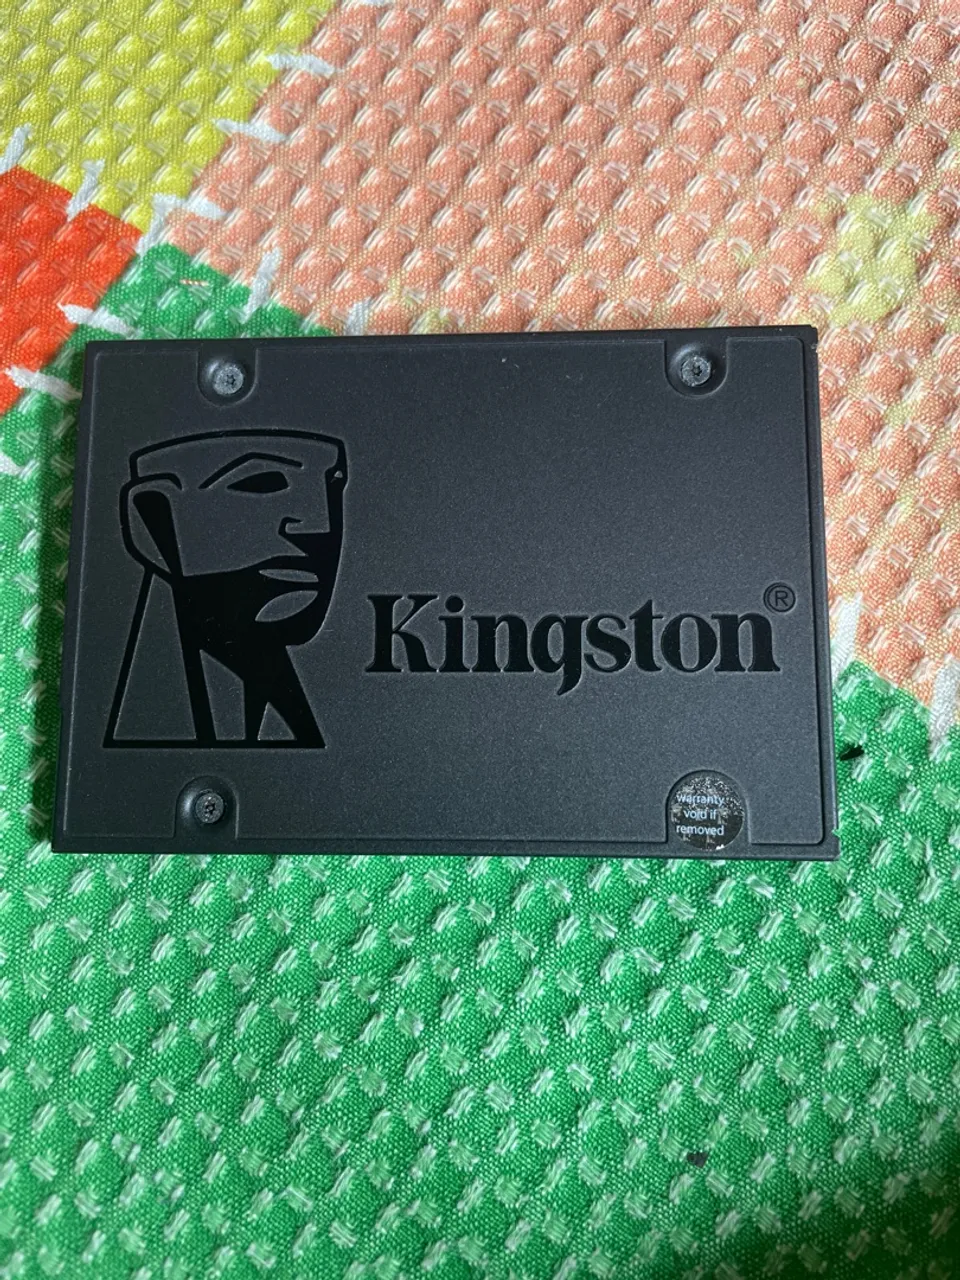 Kingston®
warranty
void if
removed